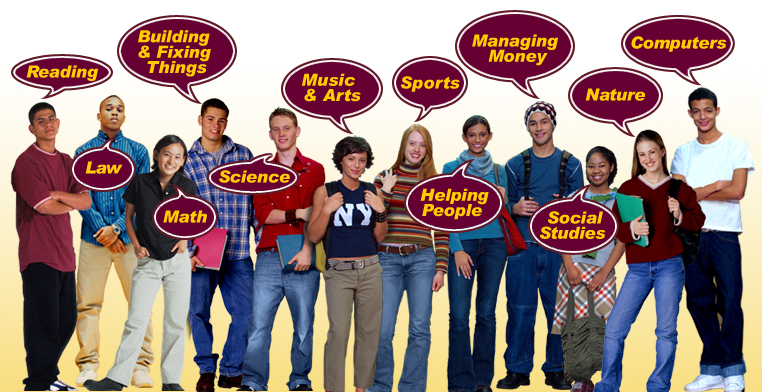 Reading
Building
& Fixing
Things
Law
Math
Science
Music
& Arts
NY
Sports
Helping
People
Managing
Money
Social
Studies
Nature
Computers